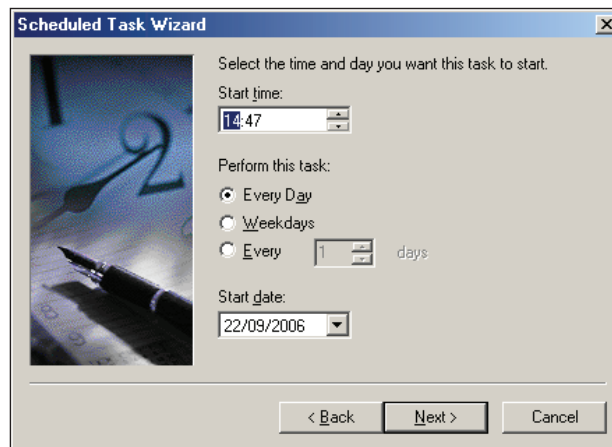 Scheduled Task Wizard
Select the time and day you want this task to start.
Start time:
14:47
Perform this task:
Every Day
Weekdays
Every 1 days
Start date:
22/09/2006
< Back Next > Cancel